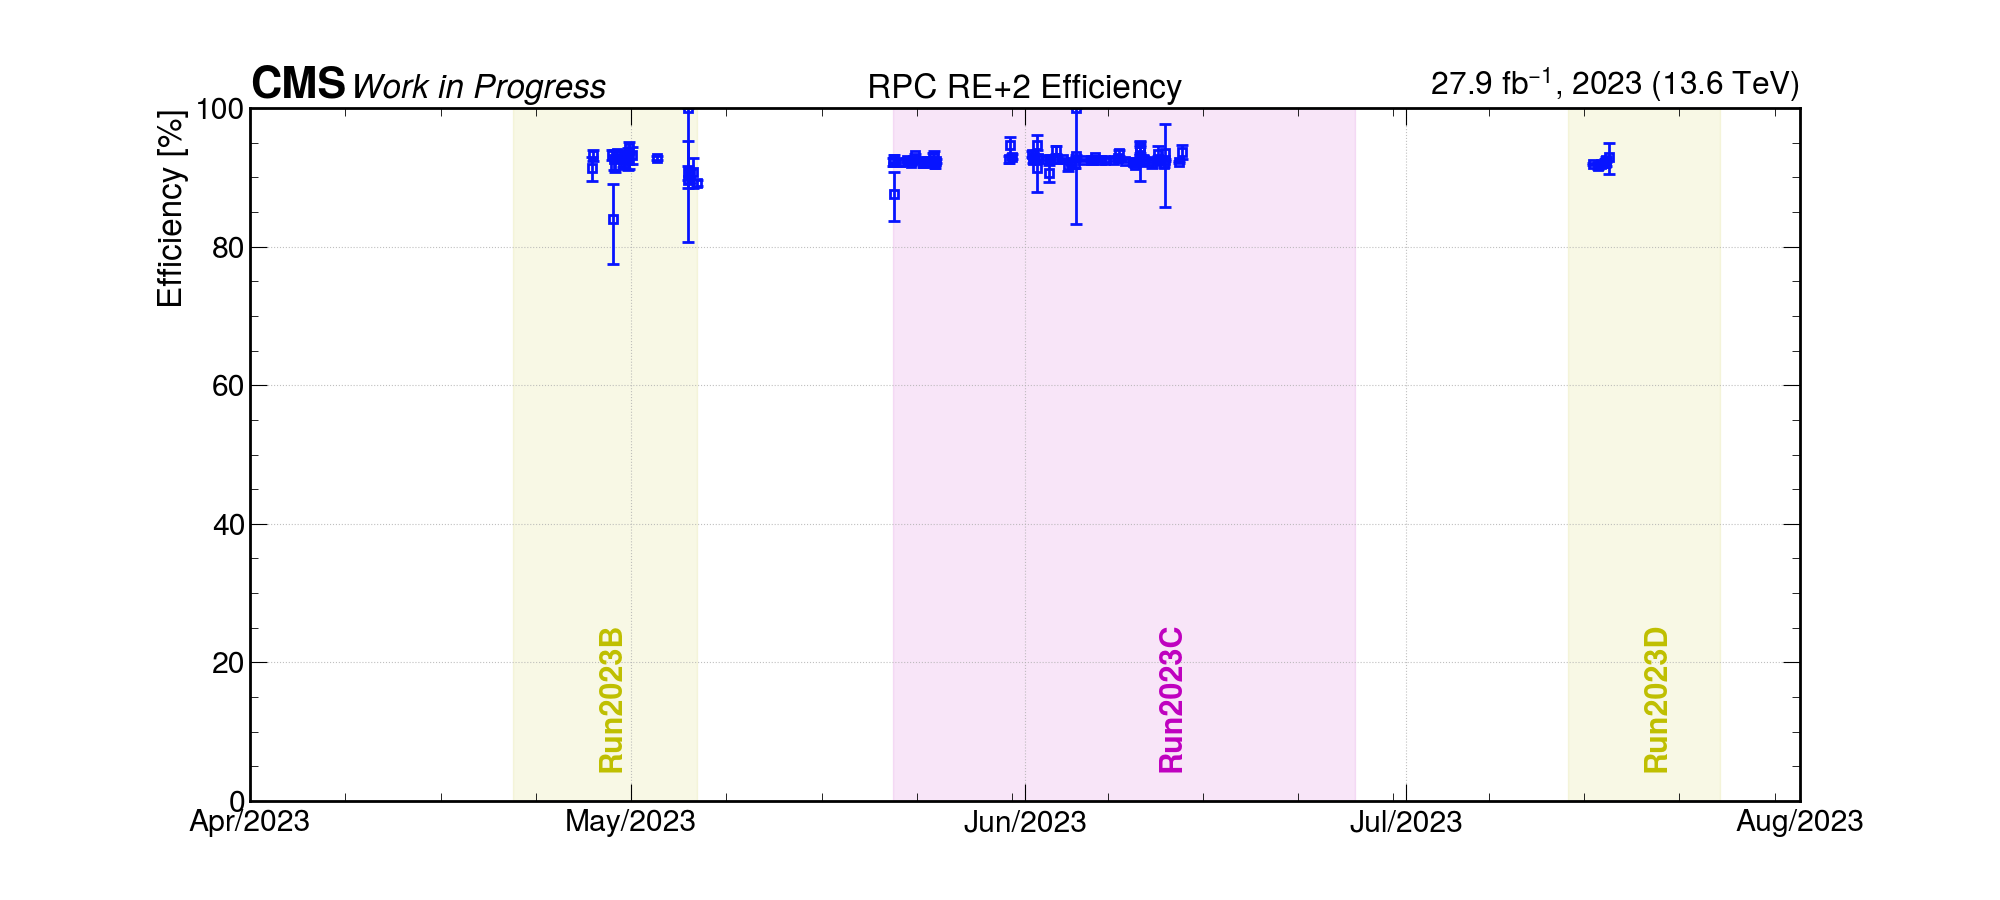 CMS Work in Progress RPC RE+2 Efficiency 27.9 fb⁻¹, 2023 (13.6 TeV)
Efficiency [%]
100
80
60
40
20
0
Run2023B
Run2023C
Run2023D
Apr/2023 May/2023 Jun/2023 Jul/2023 Aug/2023